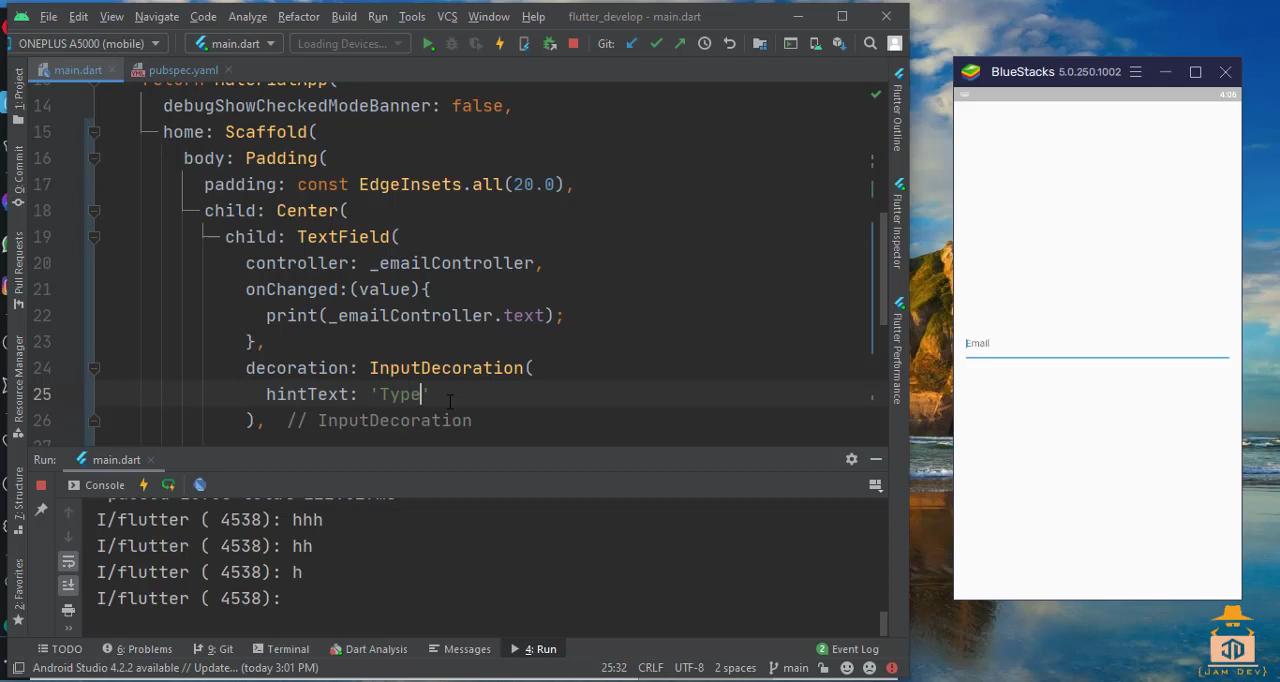 File Edit View Navigate Code Analyze Refactor Build Run Tools VCS Window Help flutter_develop - main.dart
ONEPLUS A5000 (mobile) main.dart Loading Devices... Git:
main.dart pubspec.yaml
14 debugShowCheckedModeBanner: false,
15 home: Scaffold(
16 body: Padding(
17 padding: const EdgeInsets.all(20.0),
18 child: Center(
19 child: TextField(
20 controller: _emailController,
21 onChanged:(value){
22 print(_emailController.text);
23 },
24 decoration: InputDecoration(
25 hintText: 'Type'
26 ), // InputDecoration
1: Project
0: Commit
Pull Requests
Resource Manager
7: Structure
2: Favorites
Flutter Outline
Flutter Inspector
Flutter Performance
Run: main.dart
Console
I/flutter ( 4538): hhh
I/flutter ( 4538): hh
I/flutter ( 4538): h
I/flutter ( 4538):
TODO 6: Problems 9: Git Terminal Dart Analysis Messages 4: Run 2 Event Log
Android Studio 4.2.2 available // Update... (today 3:01 PM) 25:32 CRLF UTF-8 2 spaces main
BlueStacks 5.0.250.1002
4:06
Email
{JAM DEV}